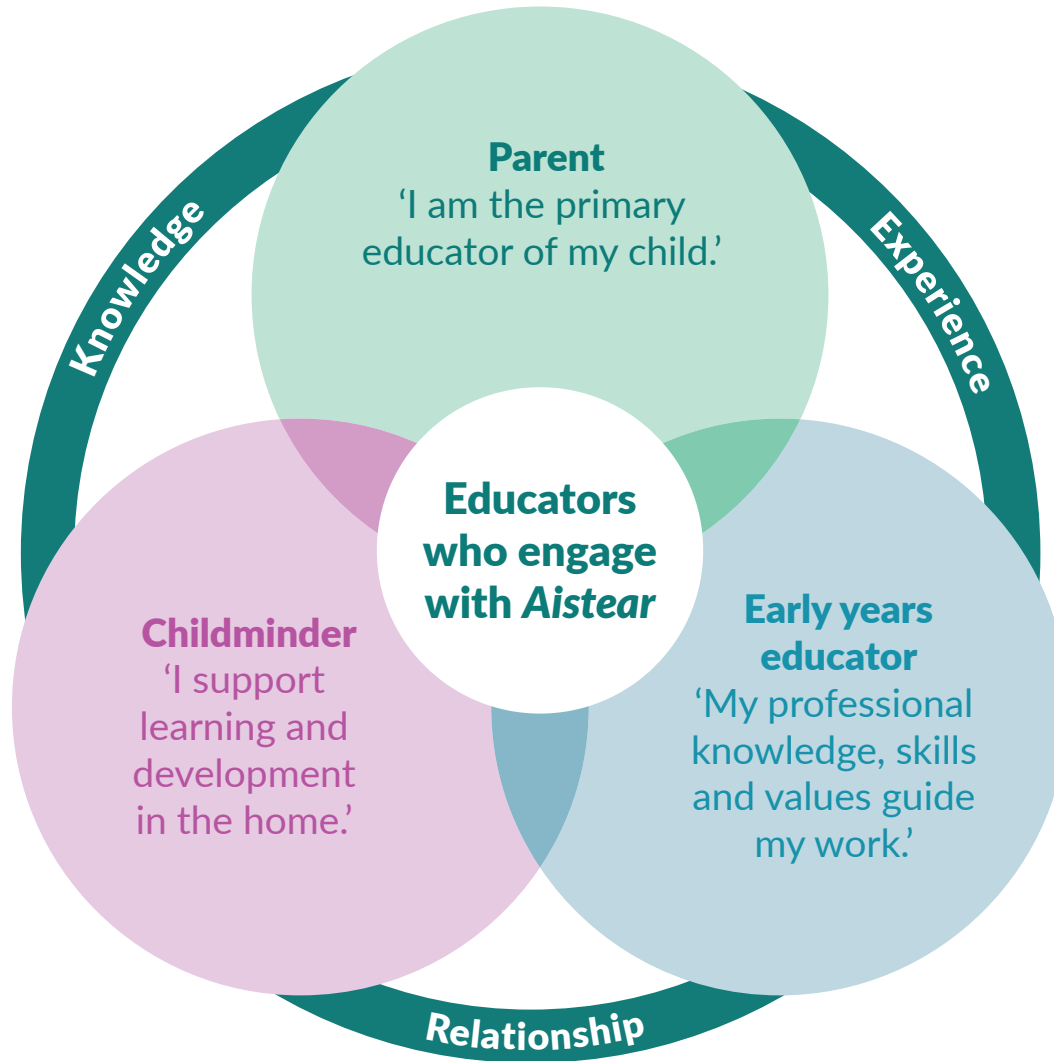 Parent
‘I am the primary
educator of my child.’
Knowledge
Experience
Educators
who engage
with Aistear
Childminder
‘I support
learning and
development
in the home.’
Early years
educator
‘My professional
knowledge, skills
and values guide
my work.’
Relationship